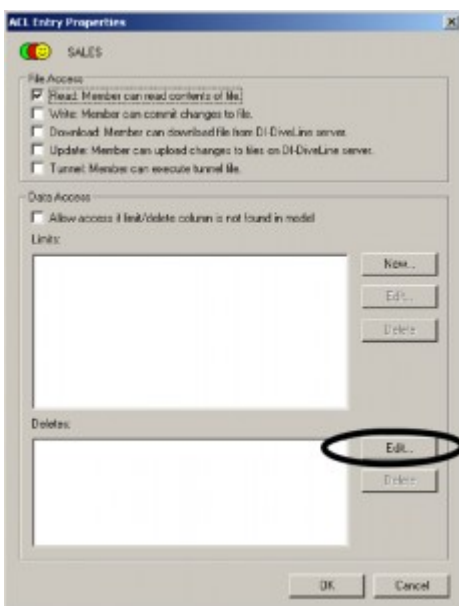 ACL Entry Properties
SALES
File Access
Read: Member can read contents of file.
Write: Member can commit changes to file.
Download: Member can download file from DI-DiveLine server.
Update: Member can upload changes to files on DI-DiveLine server.
Tunnel: Member can execute tunnel file.
Data Access
Allow access if limit/delete column is not found in model
Limits:
New...
Edit...
Delete
Deletes:
Edit...
Delete
OK
Cancel